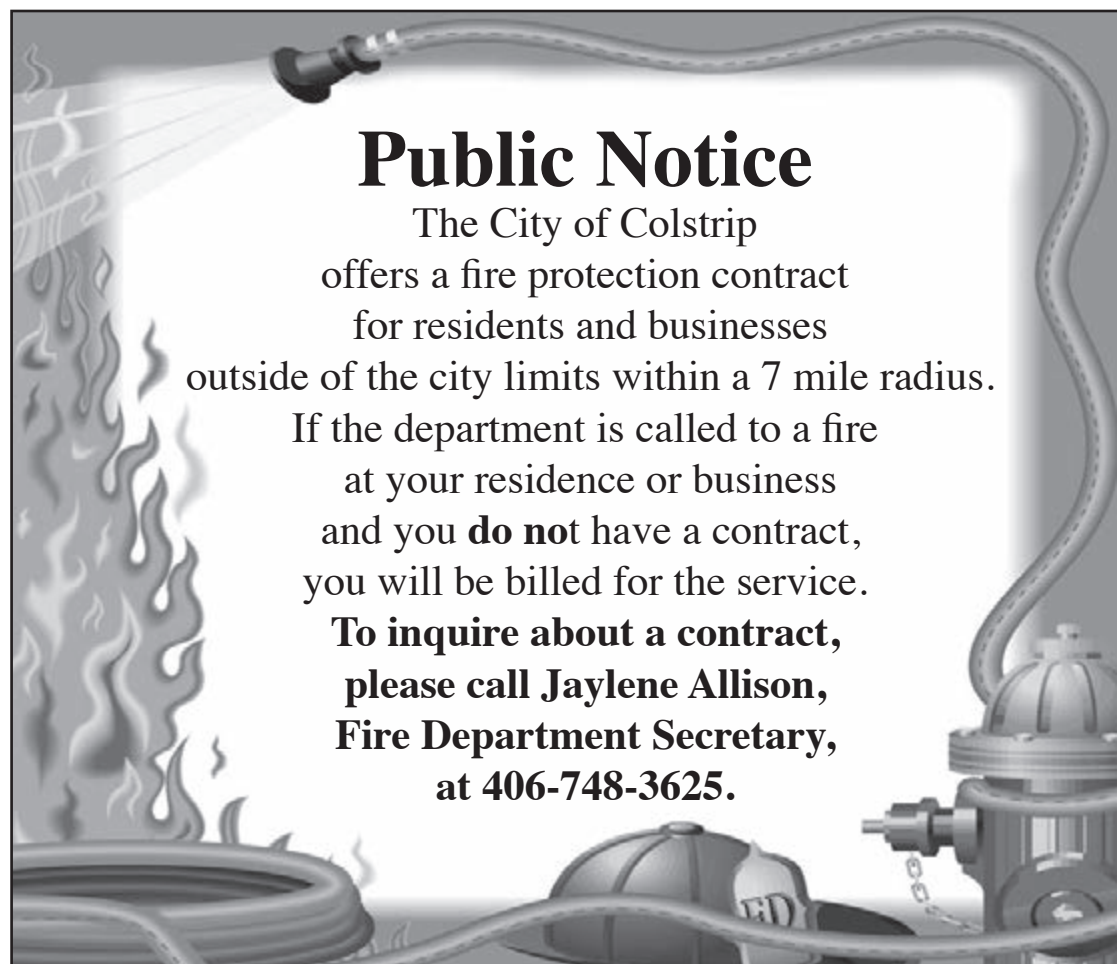 Public Notice
The City of Colstrip
offers a fire protection contract
for residents and businesses
outside of the city limits within a 7 mile radius.
If the department is called to a fire
at your residence or business
and you do not have a contract,
you will be billed for the service.
To inquire about a contract,
please call Jaylene Allison,
Fire Department Secretary,
at 406-748-3625.
FD